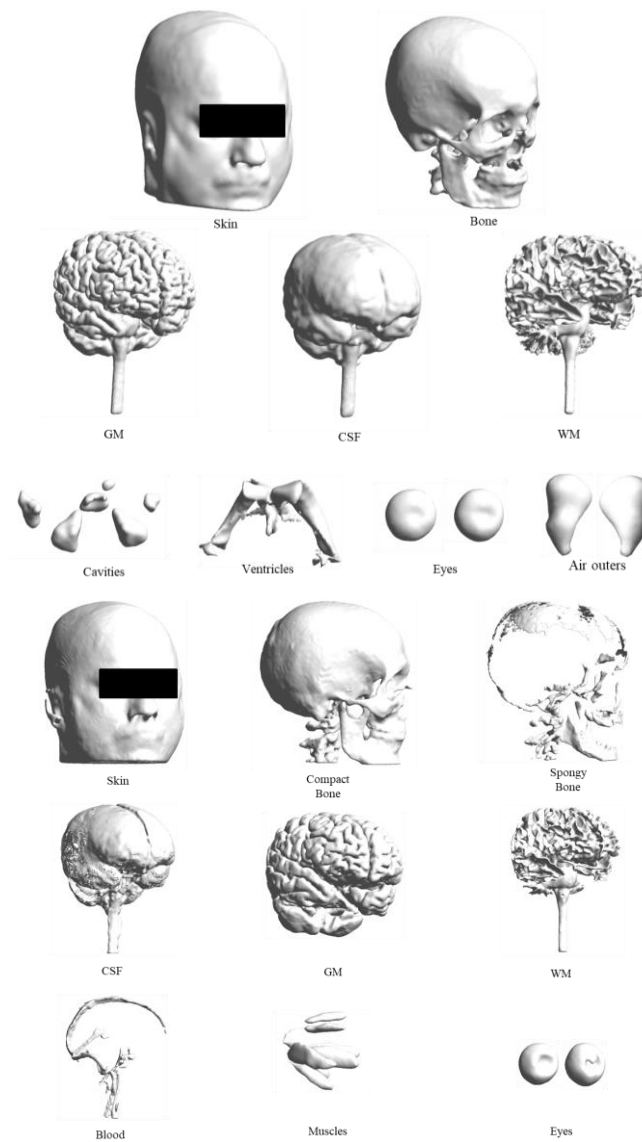 Skin
Bone
GM
CSF
WM
Cavities
Ventricles
Eyes
Air outers
Skin
Compact
Bone
Spongy
Bone
CSF
GM
WM
Blood
Muscles
Eyes